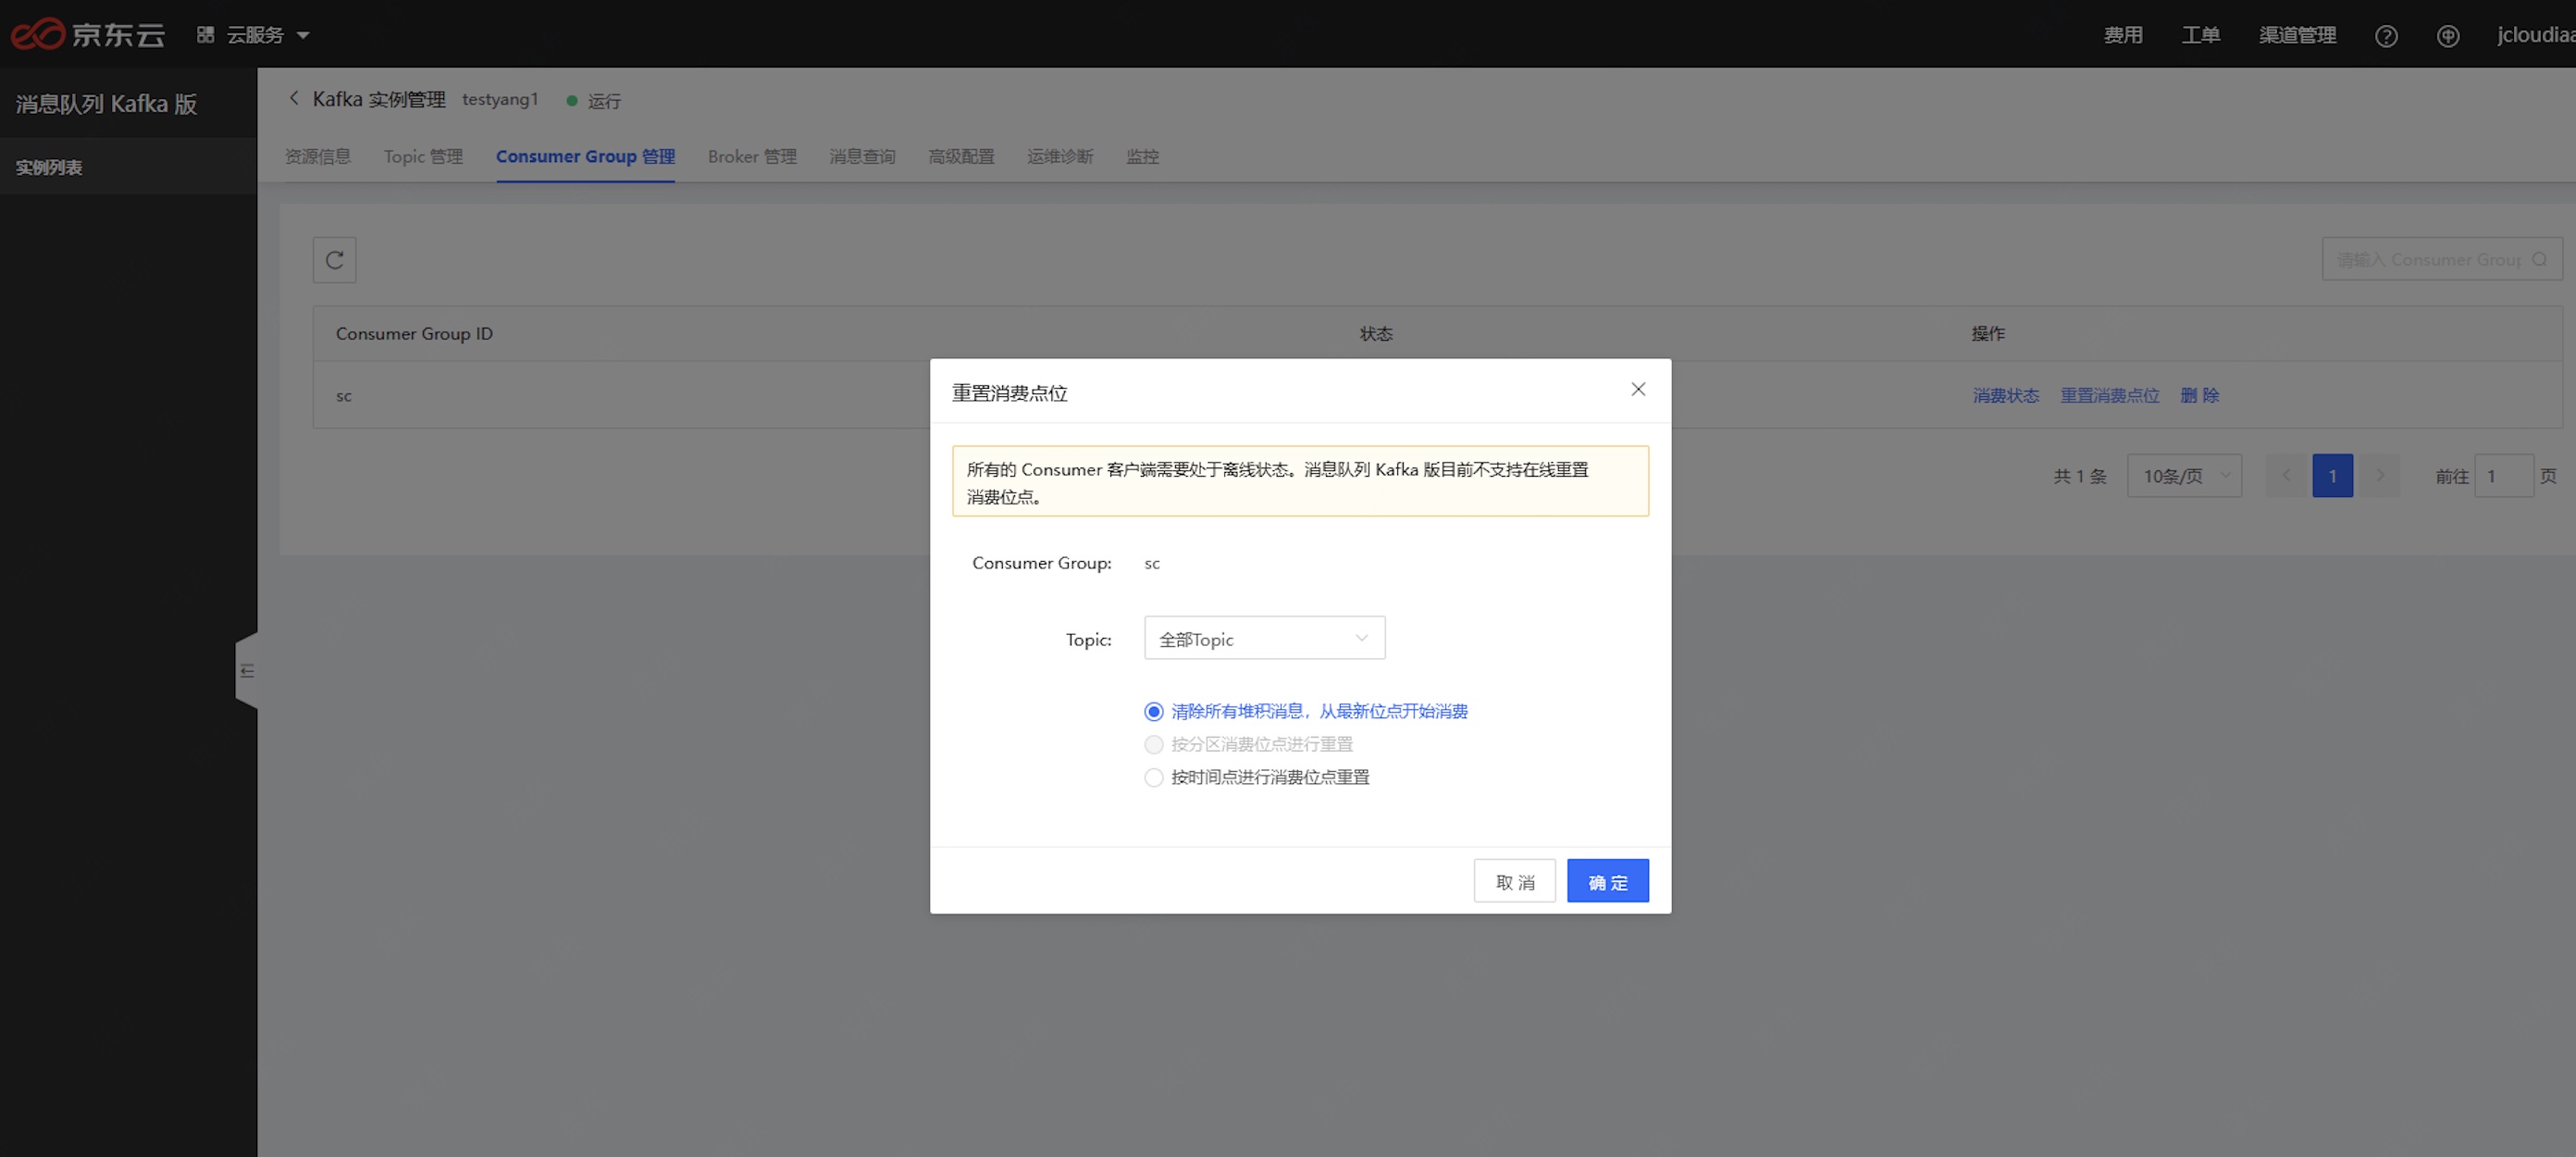 京东云
云服务
费用
工单
渠道管理
消息队列 Kafka 版
实例列表
Kafka 实例管理 testyang1 运行
资源信息 Topic 管理 Consumer Group 管理 Broker 管理 消息查询 高级配置 运维诊断 监控
请输入 Consumer Group
Consumer Group ID 状态 操作
sc 消费状态 重置消费点位 删 除
共 1 条 10条/页 1 前往 1 页
重置消费点位
所有的 Consumer 客户端需要处于离线状态。消息队列 Kafka 版目前不支持在线重置
消费位点。
Consumer Group: sc
Topic: 全部Topic
清除所有堆积消息，从最新位点开始消费
按分区消费位点进行重置
按时间点进行消费位点重置
取 消 确 定